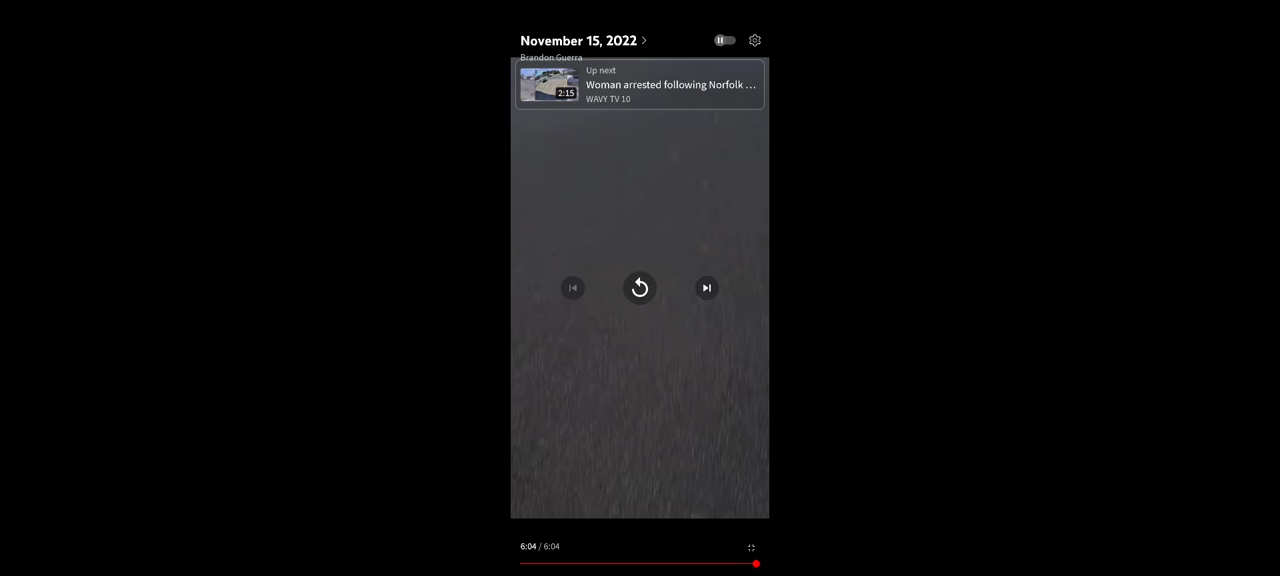 November 15, 2022
Brandon Guerra
Up next
Woman arrested following Norfolk ...
2:15
WAVY TV 10
6:04 / 6:04